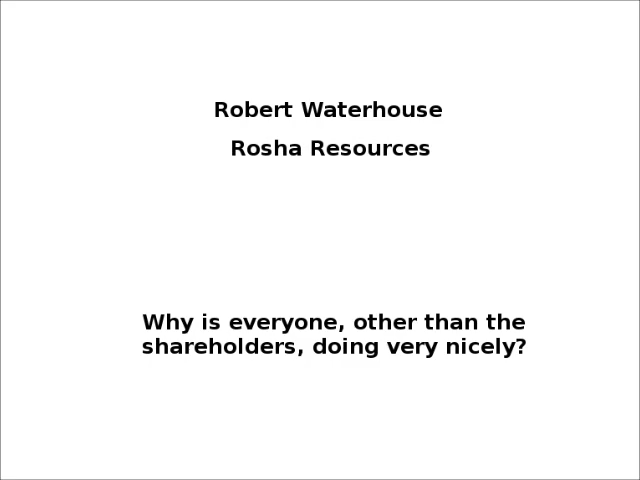 Robert Waterhouse
Rosha Resources
Why is everyone, other than the
shareholders, doing very nicely?